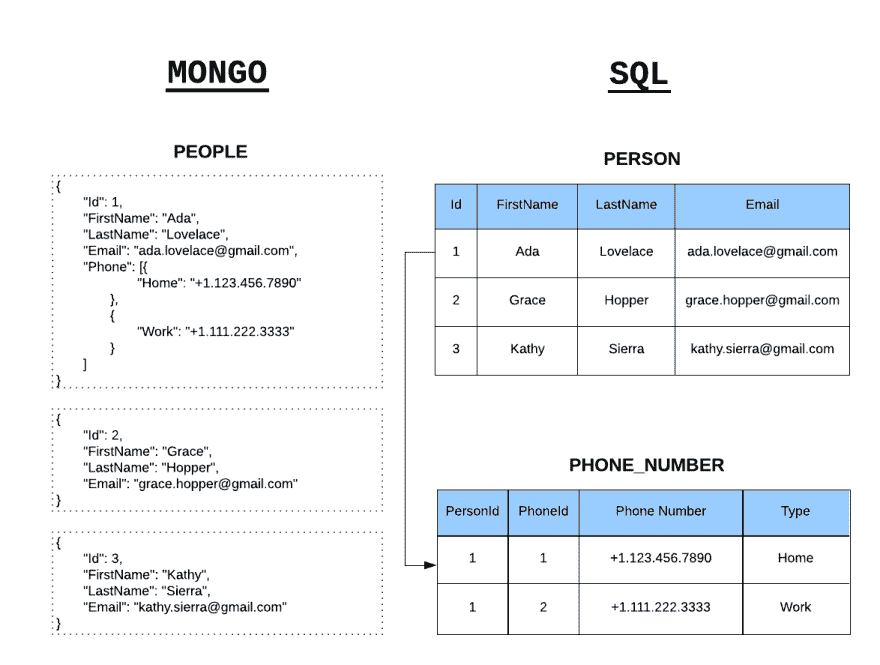 MONGO
PEOPLE
{
"Id": 1,
"FirstName": "Ada",
"LastName": "Lovelace",
"Email": "ada.lovelace@gmail.com",
"Phone": [{
"Home": "+1.123.456.7890"
},
{
"Work": "+1.111.222.3333"
}
]
}
{
"Id": 2,
"FirstName": "Grace",
"LastName": "Hopper",
"Email": "grace.hopper@gmail.com"
}
{
"Id": 3,
"FirstName": "Kathy",
"LastName": "Sierra",
"Email": "kathy.sierra@gmail.com"
}
SQL
PERSON
Id FirstName LastName Email
1 Ada Lovelace ada.lovelace@gmail.com
2 Grace Hopper grace.hopper@gmail.com
3 Kathy Sierra kathy.sierra@gmail.com
PHONE_NUMBER
PersonId PhoneId Phone Number Type
1 1 +1.123.456.7890 Home
1 2 +1.111.222.3333 Work